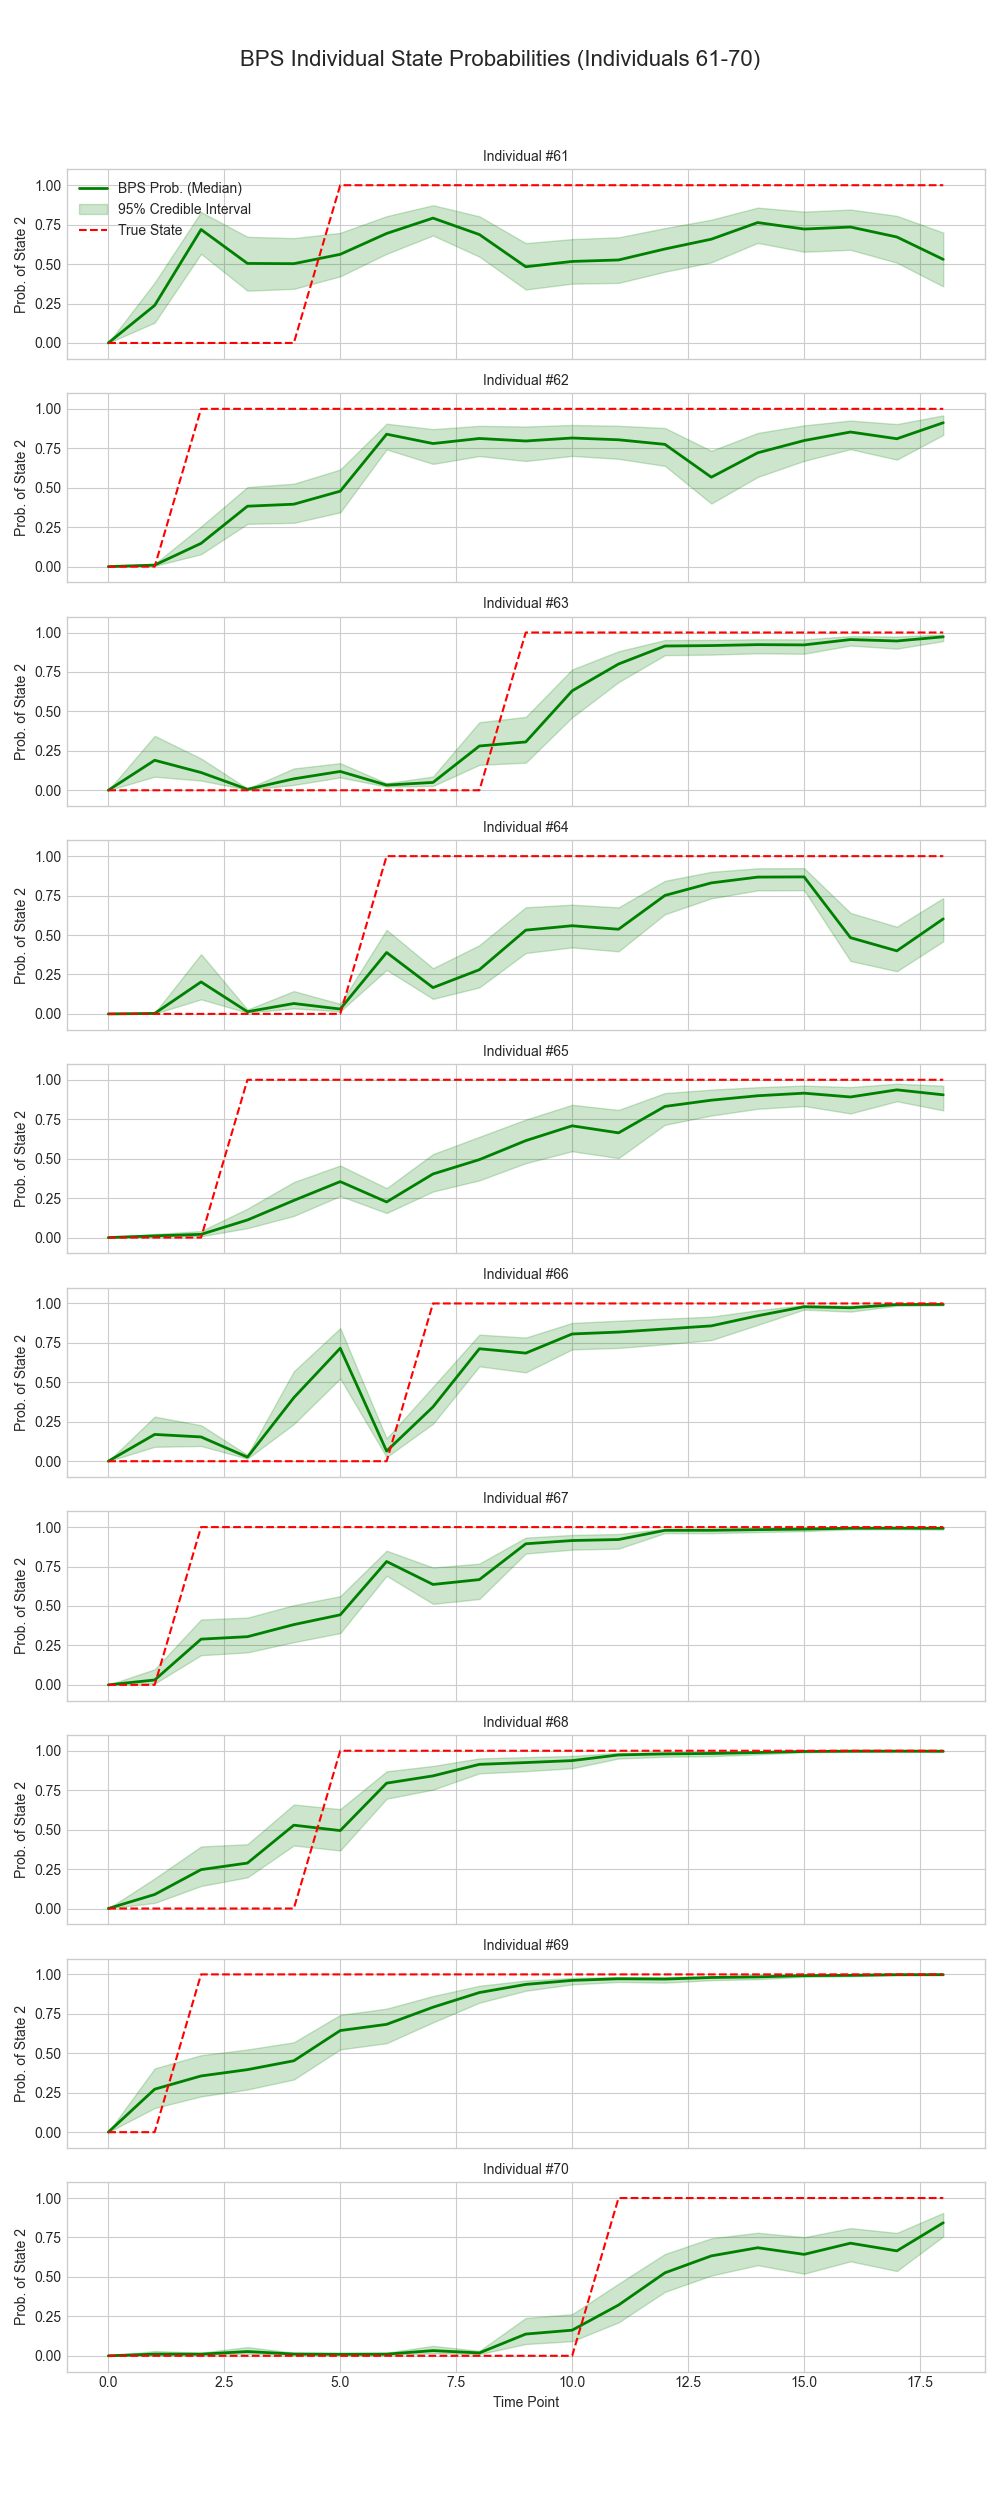 BPS Individual State Probabilities (Individuals 61-70)
Individual #61
BPS Prob. (Median)
95% Credible Interval
True State
Prob. of State 2
1.00
0.75
0.50
0.25
0.00
Individual #62
Prob. of State 2
1.00
0.75
0.50
0.25
0.00
Individual #63
Prob. of State 2
1.00
0.75
0.50
0.25
0.00
Individual #64
Prob. of State 2
1.00
0.75
0.50
0.25
0.00
Individual #65
Prob. of State 2
1.00
0.75
0.50
0.25
0.00
Individual #66
Prob. of State 2
1.00
0.75
0.50
0.25
0.00
Individual #67
Prob. of State 2
1.00
0.75
0.50
0.25
0.00
Individual #68
Prob. of State 2
1.00
0.75
0.50
0.25
0.00
Individual #69
Prob. of State 2
1.00
0.75
0.50
0.25
0.00
Individual #70
Prob. of State 2
1.00
0.75
0.50
0.25
0.00
0.0 2.5 5.0 7.5 10.0 12.5 15.0 17.5
Time Point